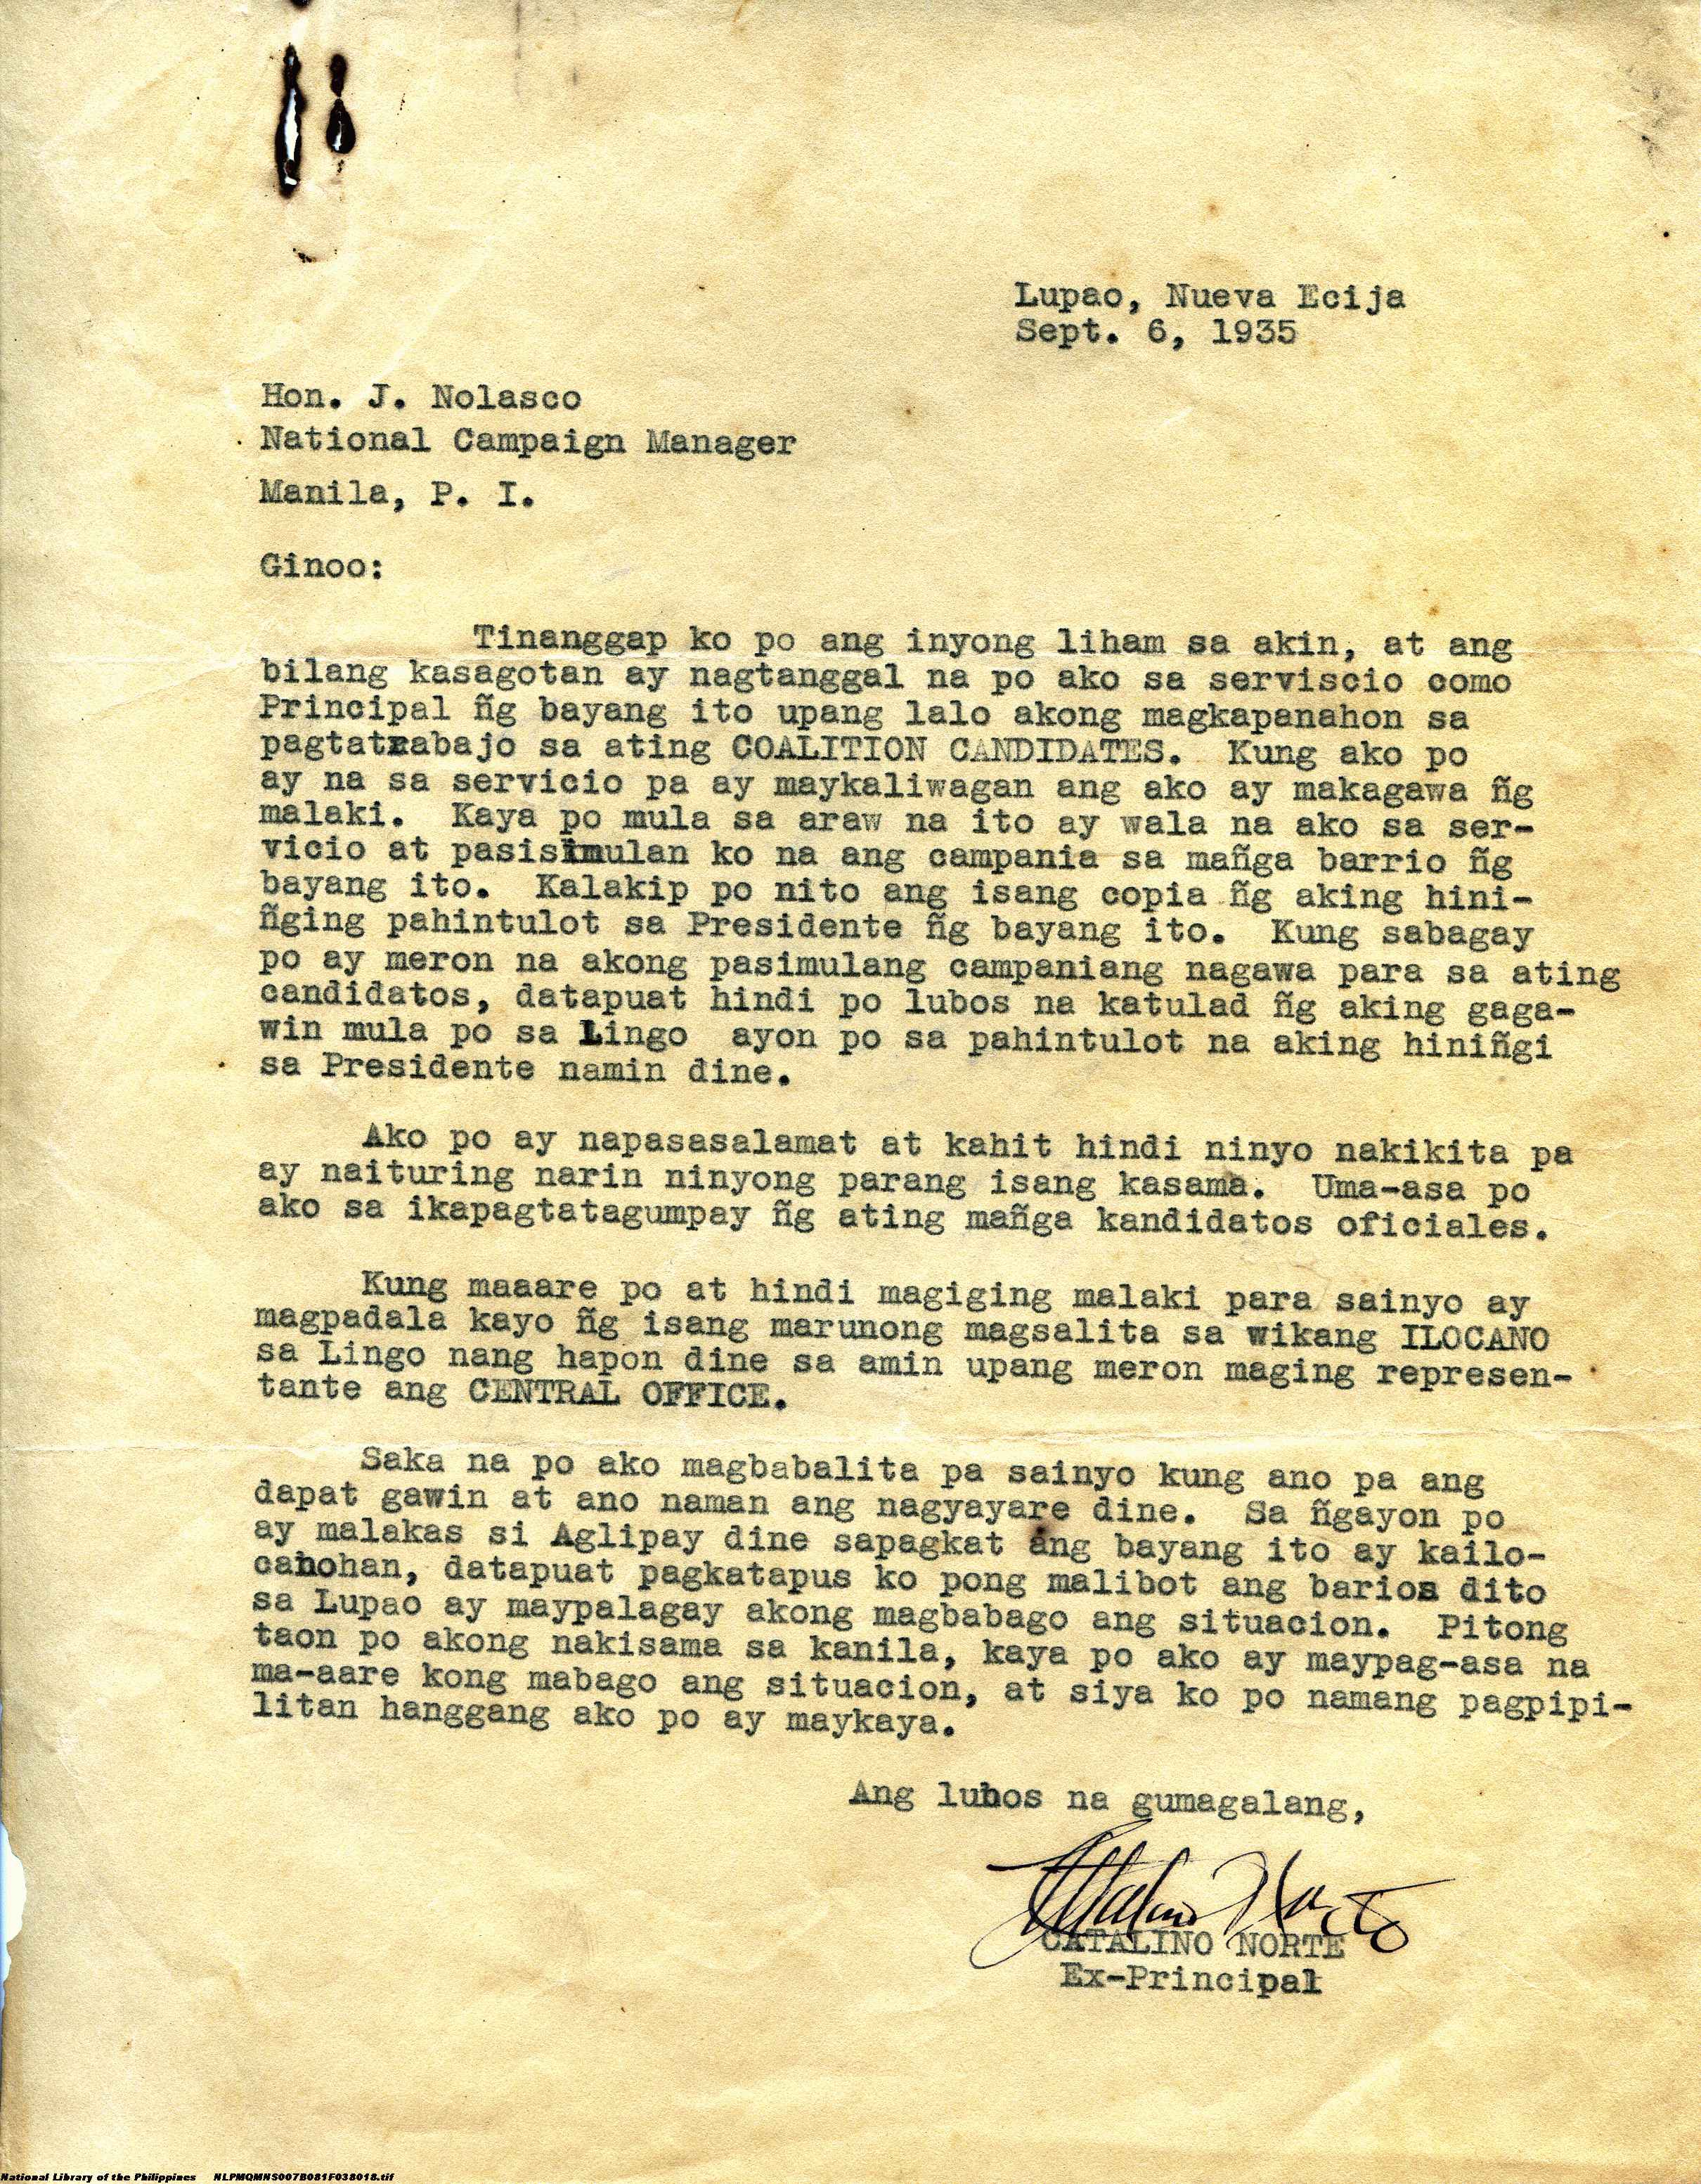 Lupao, Nueva Ecija
Sept. 6, 1935
Hon. J. Nolasco
National Campaign Manager
Manila, P. I.
Ginoo:
Tinanggap ko po ang inyong liham sa akin, at ang
bilang kasagotan ay nagtanggal na po ako sa serviscio como
Principal ñg bayang ito upang lalo akong magkapanahon sa
pagtatrabajo sa ating COALITION CANDIDATES. Kung ako po
ay na sa servicio pa ay maykaliwagan ang ako ay makagawa ñg
malaki. Kaya po mula sa araw na ito ay wala na ako sa ser-
vicio at pasisimulan ko na ang campania sa mañga barrio ñg
bayang ito. Kalakip po nito ang isang copia ñg aking hini-
ñging pahintulot sa Presidente ñg bayang ito. Kung sabagay
po ay meron na akong pasimulang campaniang nagawa para sa ating
candidatos, datapuat hindi po lubos na katulad ñg aking gaga-
win mula po sa Lingo ayon po sa pahintulot na aking hiniñgi
sa Presidente namin dine.
Ako po ay napasasalamat at kahit hindi ninyo nakikita pa
ay naituring narin ninyong parang isang kasama. Uma-asa po
ako sa ikapagtatagumpay ñg ating mañga kandidatos oficiales.
Kung maaare po at hindi magiging malaki para sainyo ay
magpadala kayo ñg isang marunong magsalita sa wikang ILOCANO
sa Lingo nang hapon dine sa amin upang meron maging represen-
tante ang CENTRAL OFFICE.
Saka na po ako magbabalita pa sainyo kung ano pa ang
dapat gawin at ano naman ang nagyayare dine. Sa ñgayon po
ay malakas si Aglipay dine sapagkat ang bayang ito ay kailo-
canohan, datapuat pagkatapus ko pong malibot ang barios dito
sa Lupao ay maypalagay akong magbabago ang situacion. Pitong
taon po akong nakisama sa kanila, kaya po ako ay maypag-asa na
ma-aare kong mabago ang situacion, at siya ko po namang pagpipi-
litan hanggang ako po ay maykaya.
Ang lubos na gumagalang,
Catalino Norte
CATALINO NORTE
Ex-Principal
National Library of the Philippines NLPMQMNS007B081F038018.tif